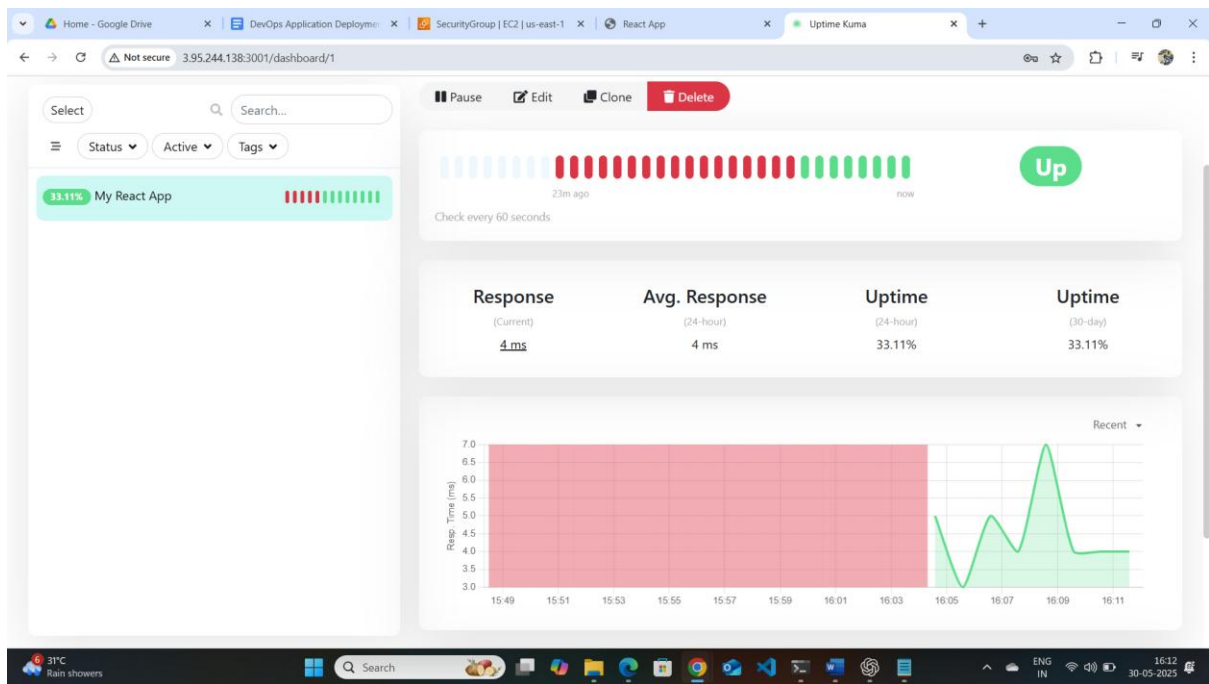 Home - Google Drive
DevOps Application Deploymen
SecurityGroup | EC2 | us-east-1
React App
Uptime Kuma
Not secure 3.95.244.138:3001/dashboard/1
Pause Edit Clone Delete
Select Search...
Status Active Tags
33.11% My React App
Up
23m ago now
Check every 60 seconds
Response Avg. Response Uptime Uptime
(Current) (24-hour) (24-hour) (30-day)
4 ms 4 ms 33.11% 33.11%
Recent
Resp. Time (ms)
7.0
6.5
6.0
5.5
5.0
4.5
4.0
3.5
3.0
15:49 15:51 15:53 15:55 15:57 15:59 16:01 16:03 16:05 16:07 16:09 16:11
6
31°C
Rain showers
Search
ENG
IN
16:12
30-05-2025